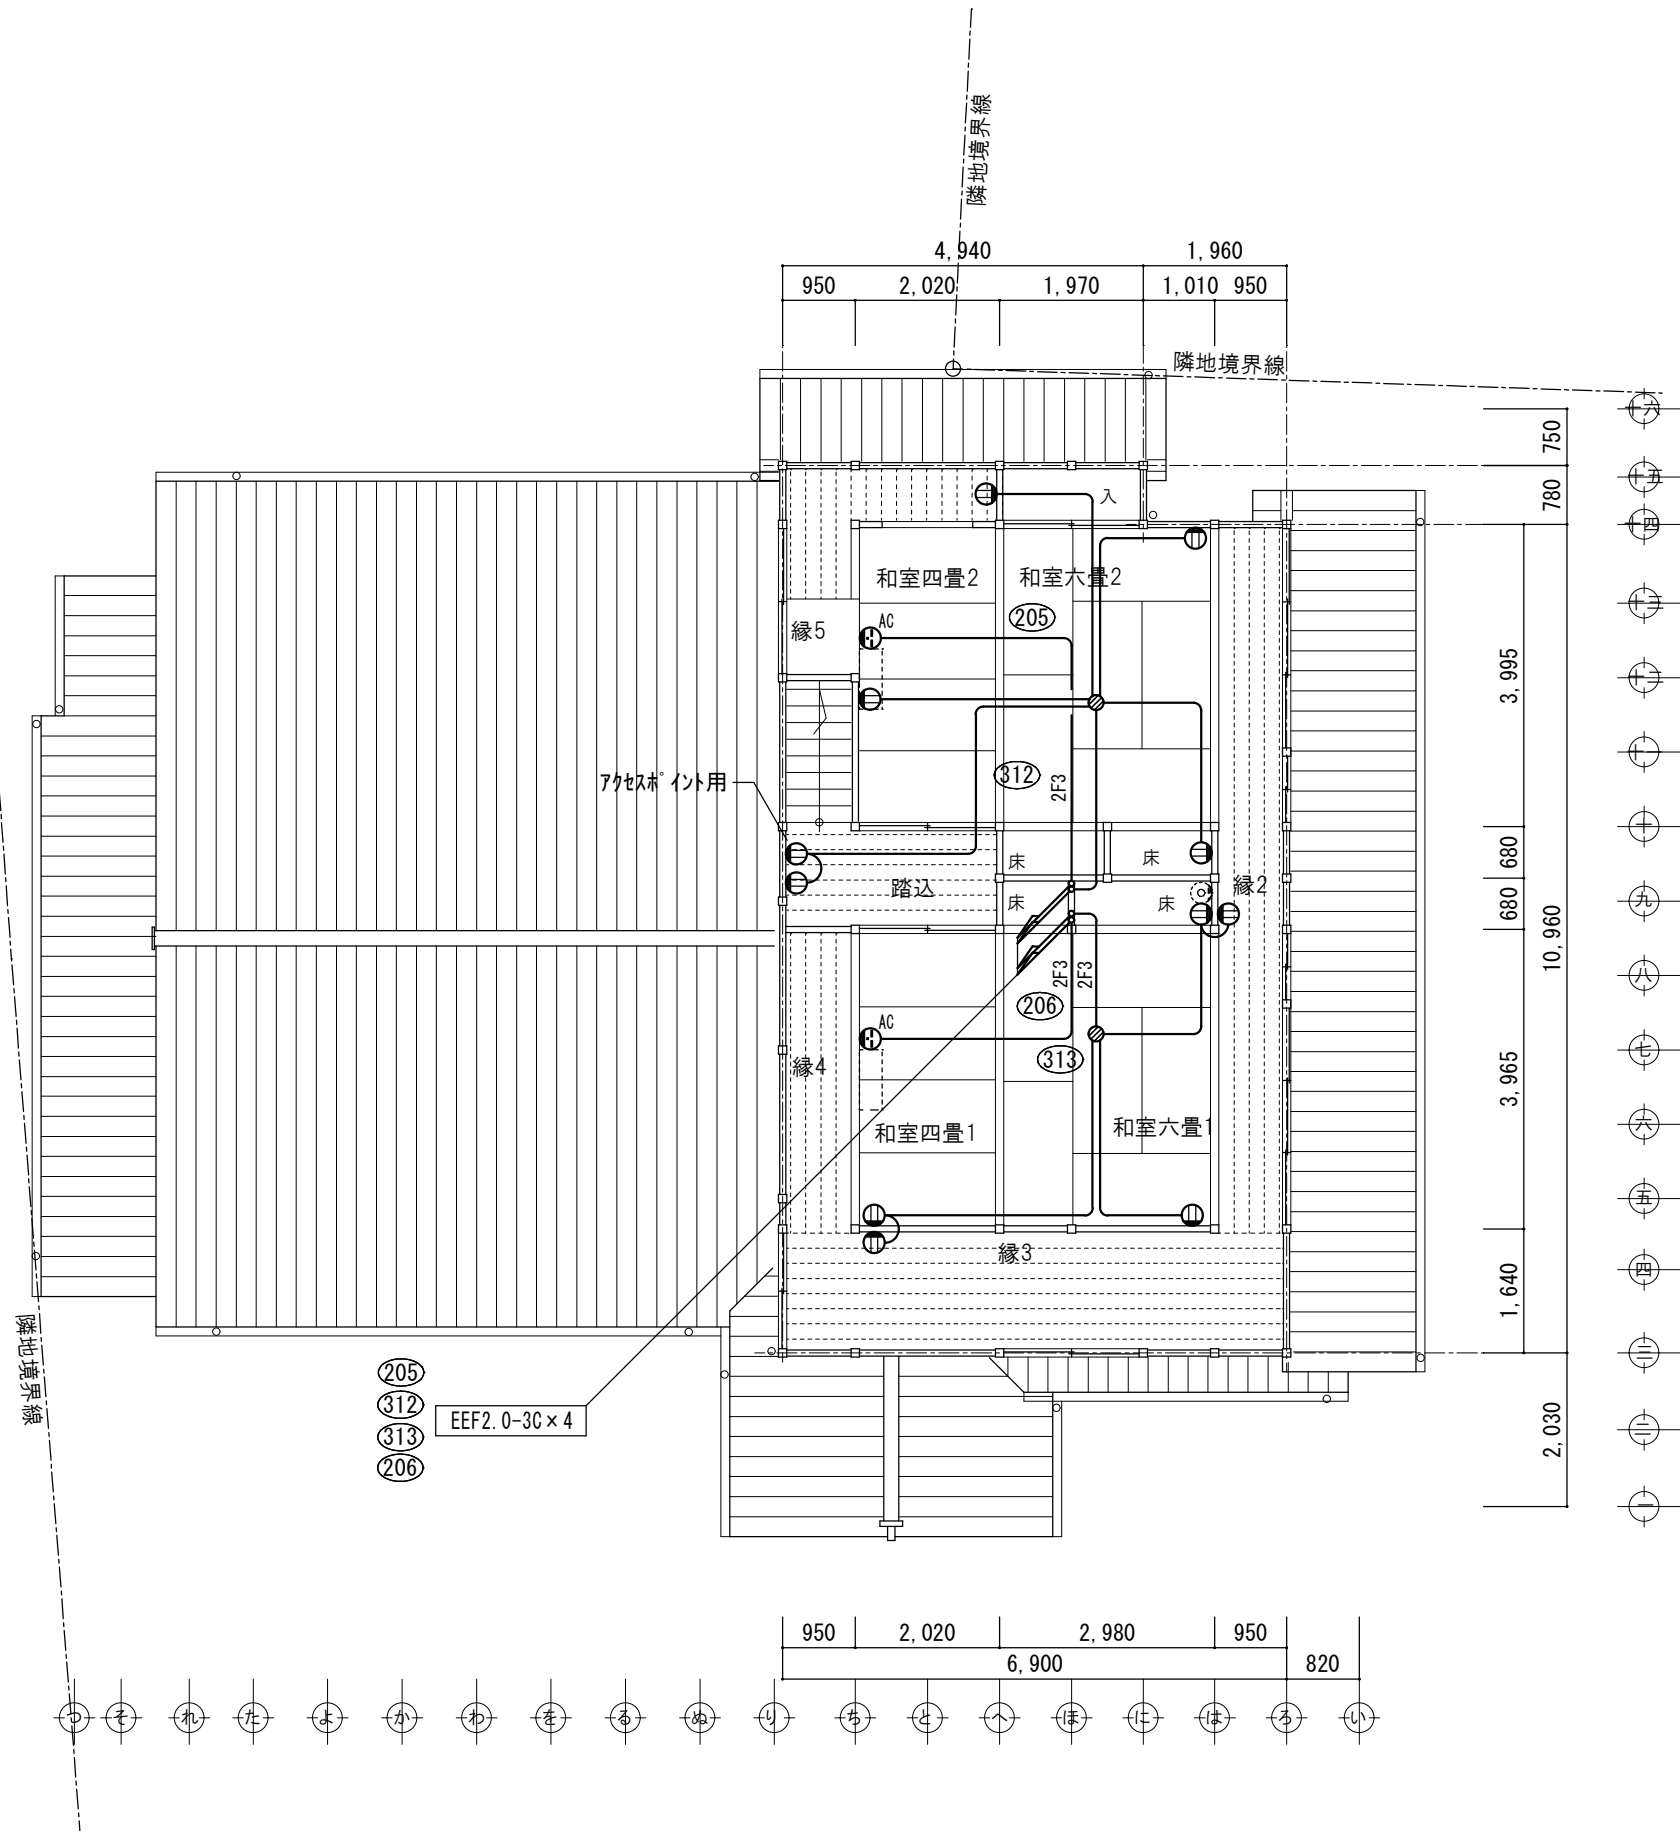 隣地境界線
4,940
1,960
950
2,020
1,970
1,010
950
隣地境界線
十六
750
十五
780
十四
入
和室四畳2
和室六畳2
205
AC
縁5
十三
3,995
十二
十一
312
2F3
アクセスポイント用
十
680
床
床
踏込
床
床
縁2
九
680
10,960
八
2F3
2F3
206
AC
313
縁4
七
3,965
和室四畳1
和室六畳1
六
五
縁3
四
1,640
隣地境界線
三
205
312
313
206
EEF2.0-3C×4
二
2,030
一
950
2,020
2,980
950
6,900
820
つ
そ
れ
た
よ
か
わ
を
る
ぬ
り
ち
と
へ
ほ
に
は
ろ
い